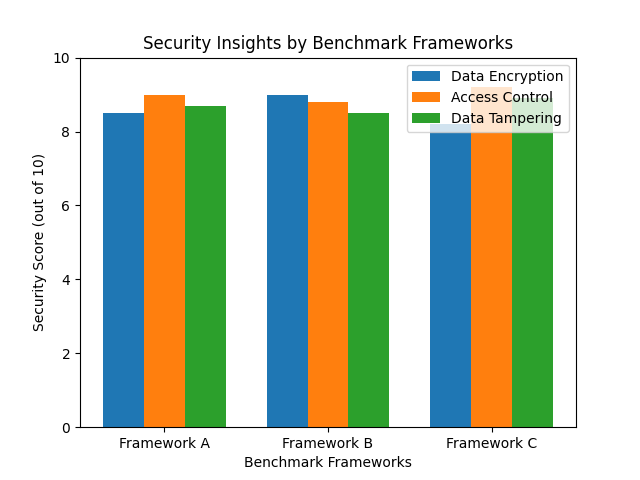 Security Insights by Benchmark Frameworks
Data Encryption
Access Control
Data Tampering
Security Score (out of 10)
10
8
6
4
2
0
Framework A
Framework B
Framework C
Benchmark Frameworks